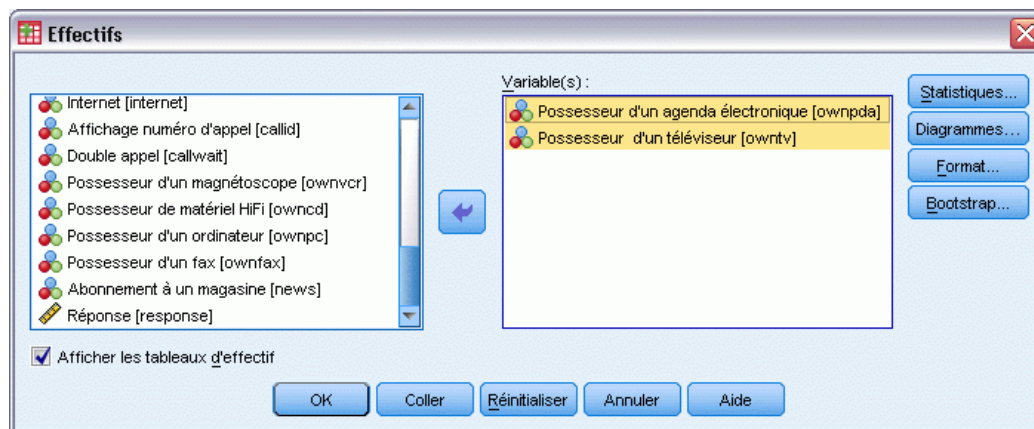 Effectifs
Internet [internet]
Affichage numéro d'appel [callid]
Double appel [callwait]
Possesseur d'un magnétoscope [ownvcr]
Possesseur de matériel HiFi [owncd]
Possesseur d'un ordinateur [ownpc]
Possesseur d'un fax [ownfax]
Abonnement à un magasine [news]
Réponse [response]
Variable(s) :
Possesseur d'un agenda électronique [ownpda]
Possesseur d'un téléviseur [owntv]
Statistiques...
Diagrammes...
Format...
Bootstrap...
Afficher les tableaux d'effectif
OK
Coller
Réinitialiser
Annuler
Aide